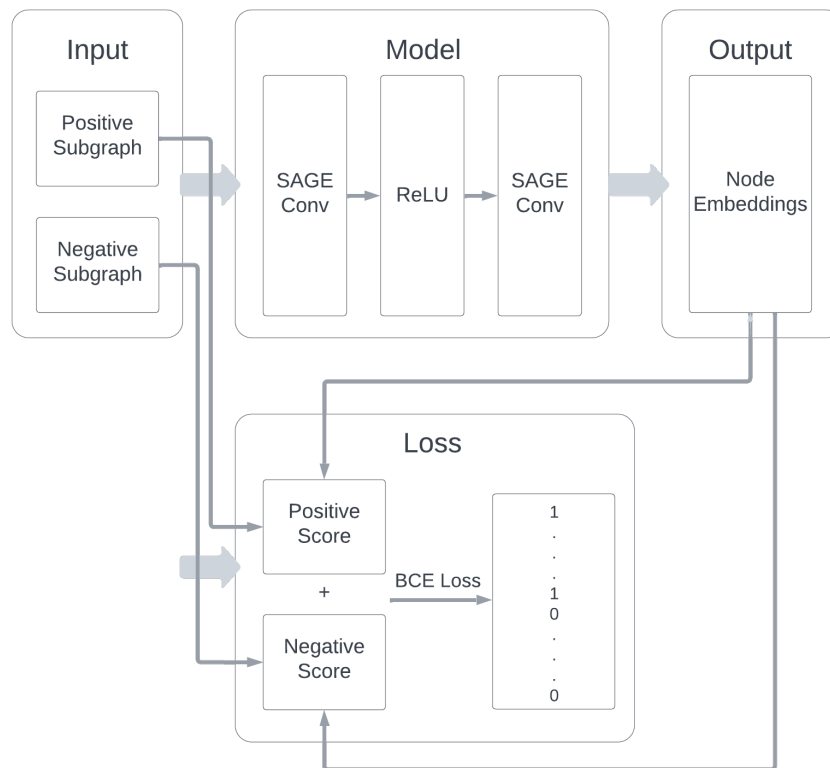 Input
Positive
Subgraph
Negative
Subgraph
Model
SAGE
Conv
ReLU
SAGE
Conv
Output
Node
Embeddings
Loss
Positive
Score
+
Negative
Score
BCE Loss
1
.
.
.
1
0
.
.
.
0